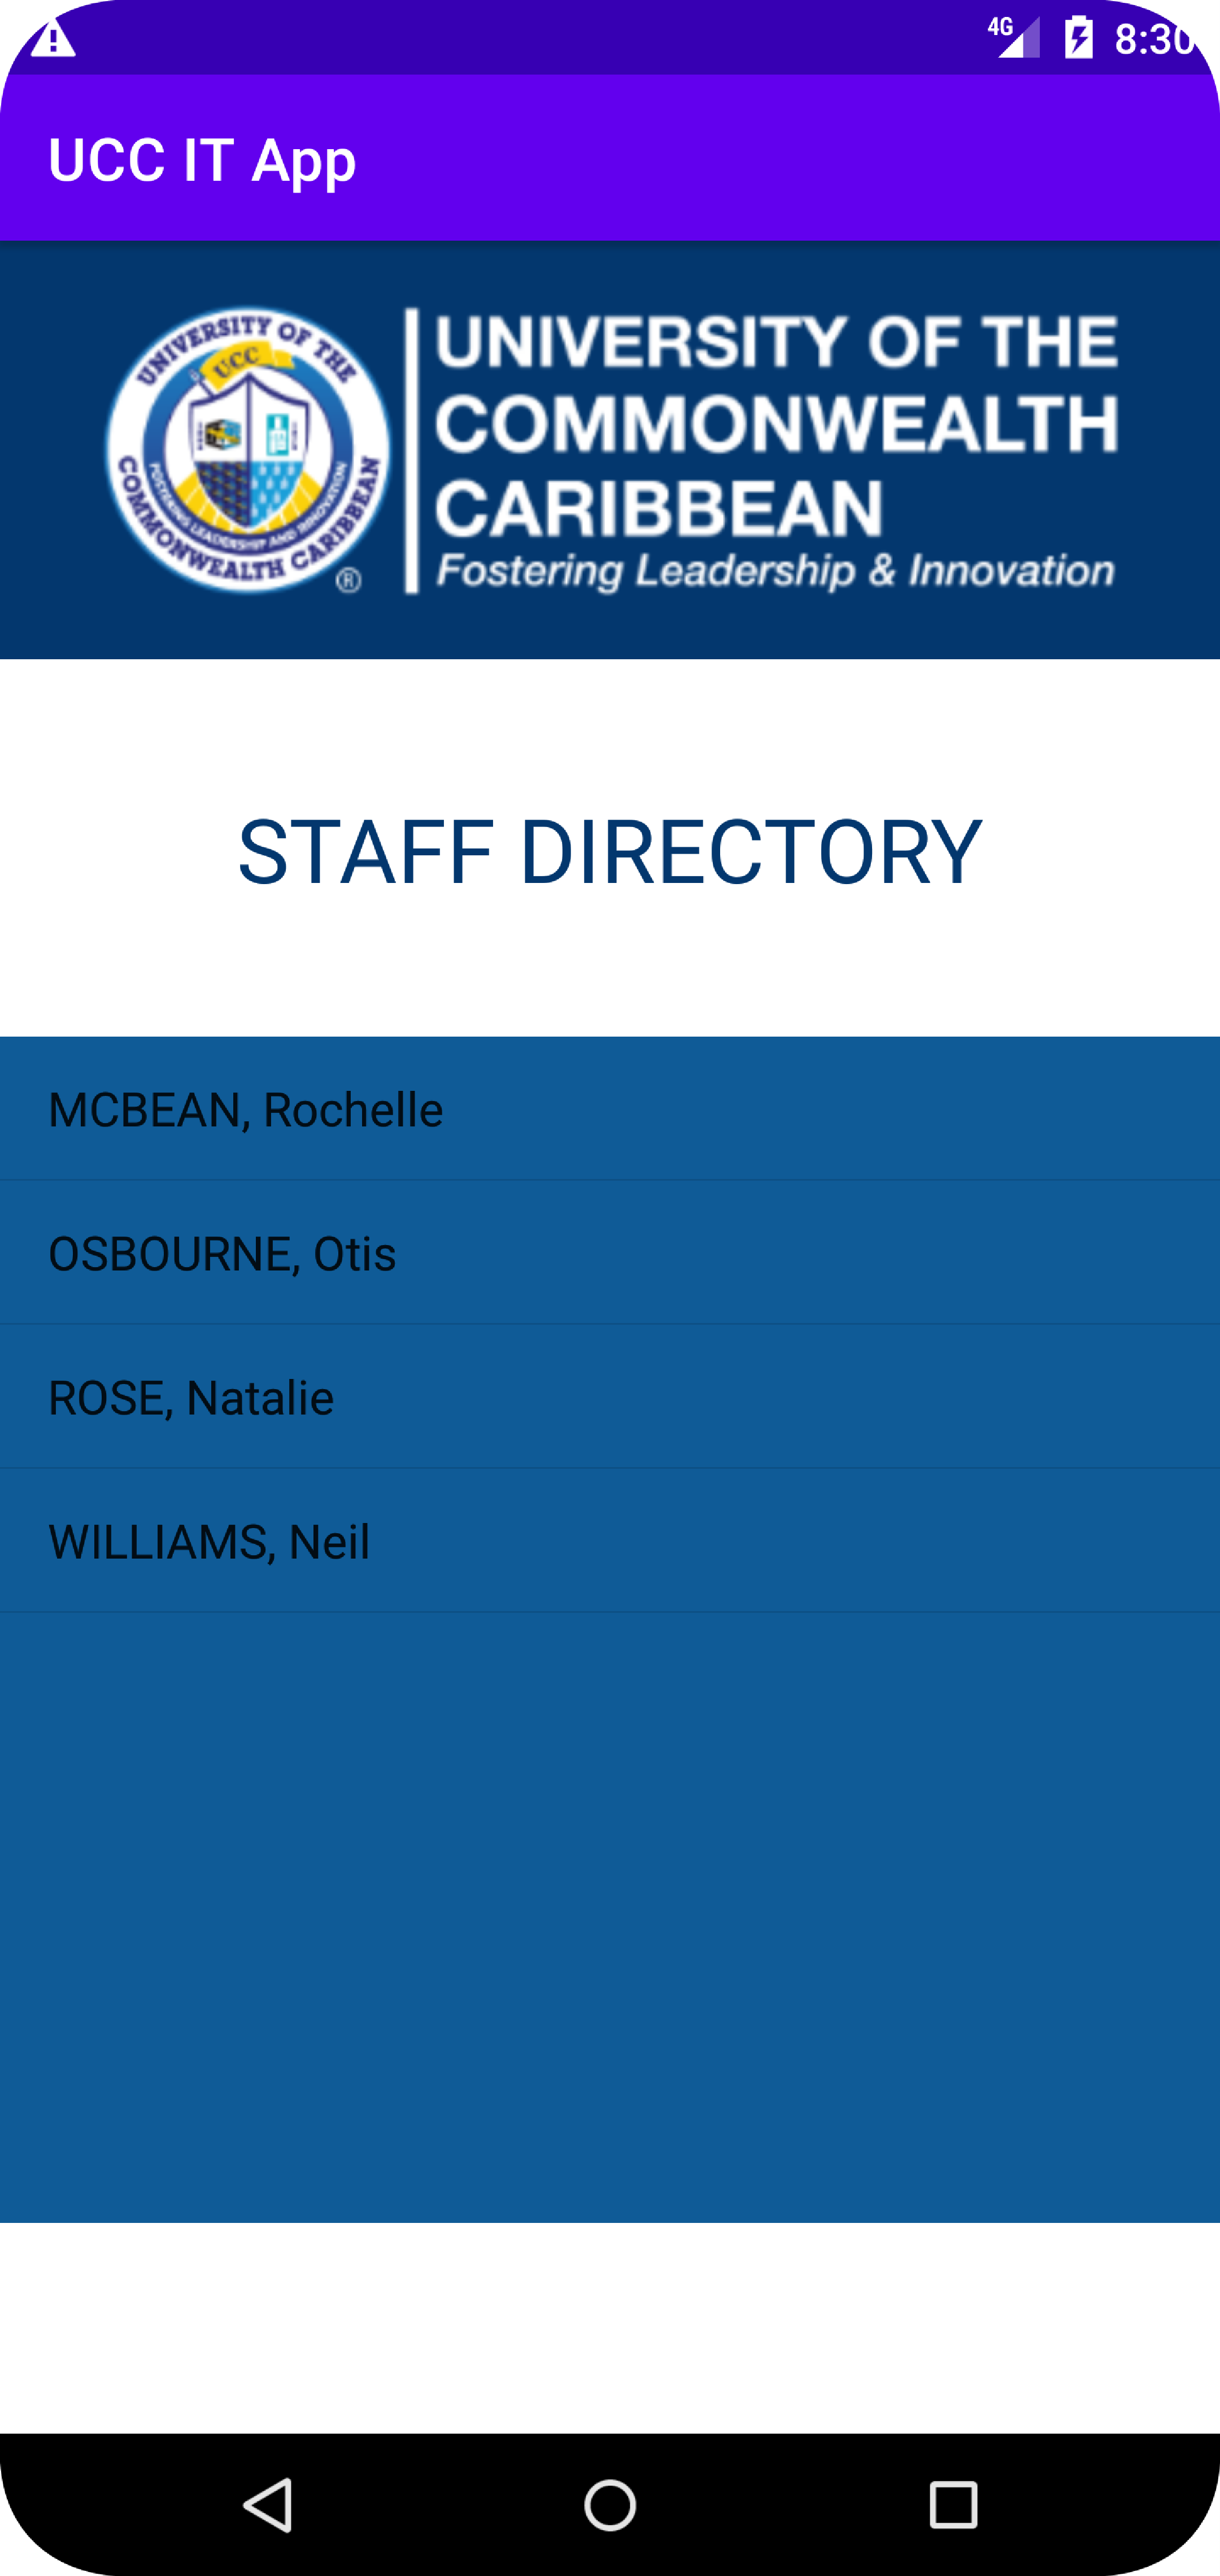 4G 8:30
UCC IT App
UNIVERSITY OF THE
COMMONWEALTH CARIBBEAN
UCC
FOSTERING LEADERSHIP AND INNOVATION
®
UNIVERSITY OF THE
COMMONWEALTH
CARIBBEAN
Fostering Leadership & Innovation
STAFF DIRECTORY
MCBEAN, Rochelle
OSBOURNE, Otis
ROSE, Natalie
WILLIAMS, Neil